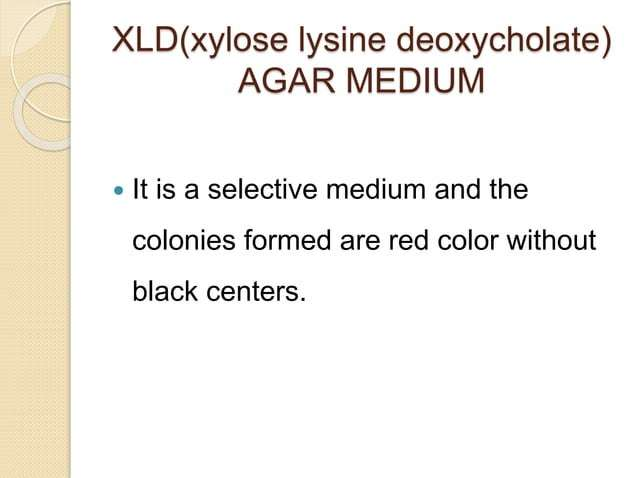 XLD(xylose lysine deoxycholate)
AGAR MEDIUM
• It is a selective medium and the
colonies formed are red color without
black centers.